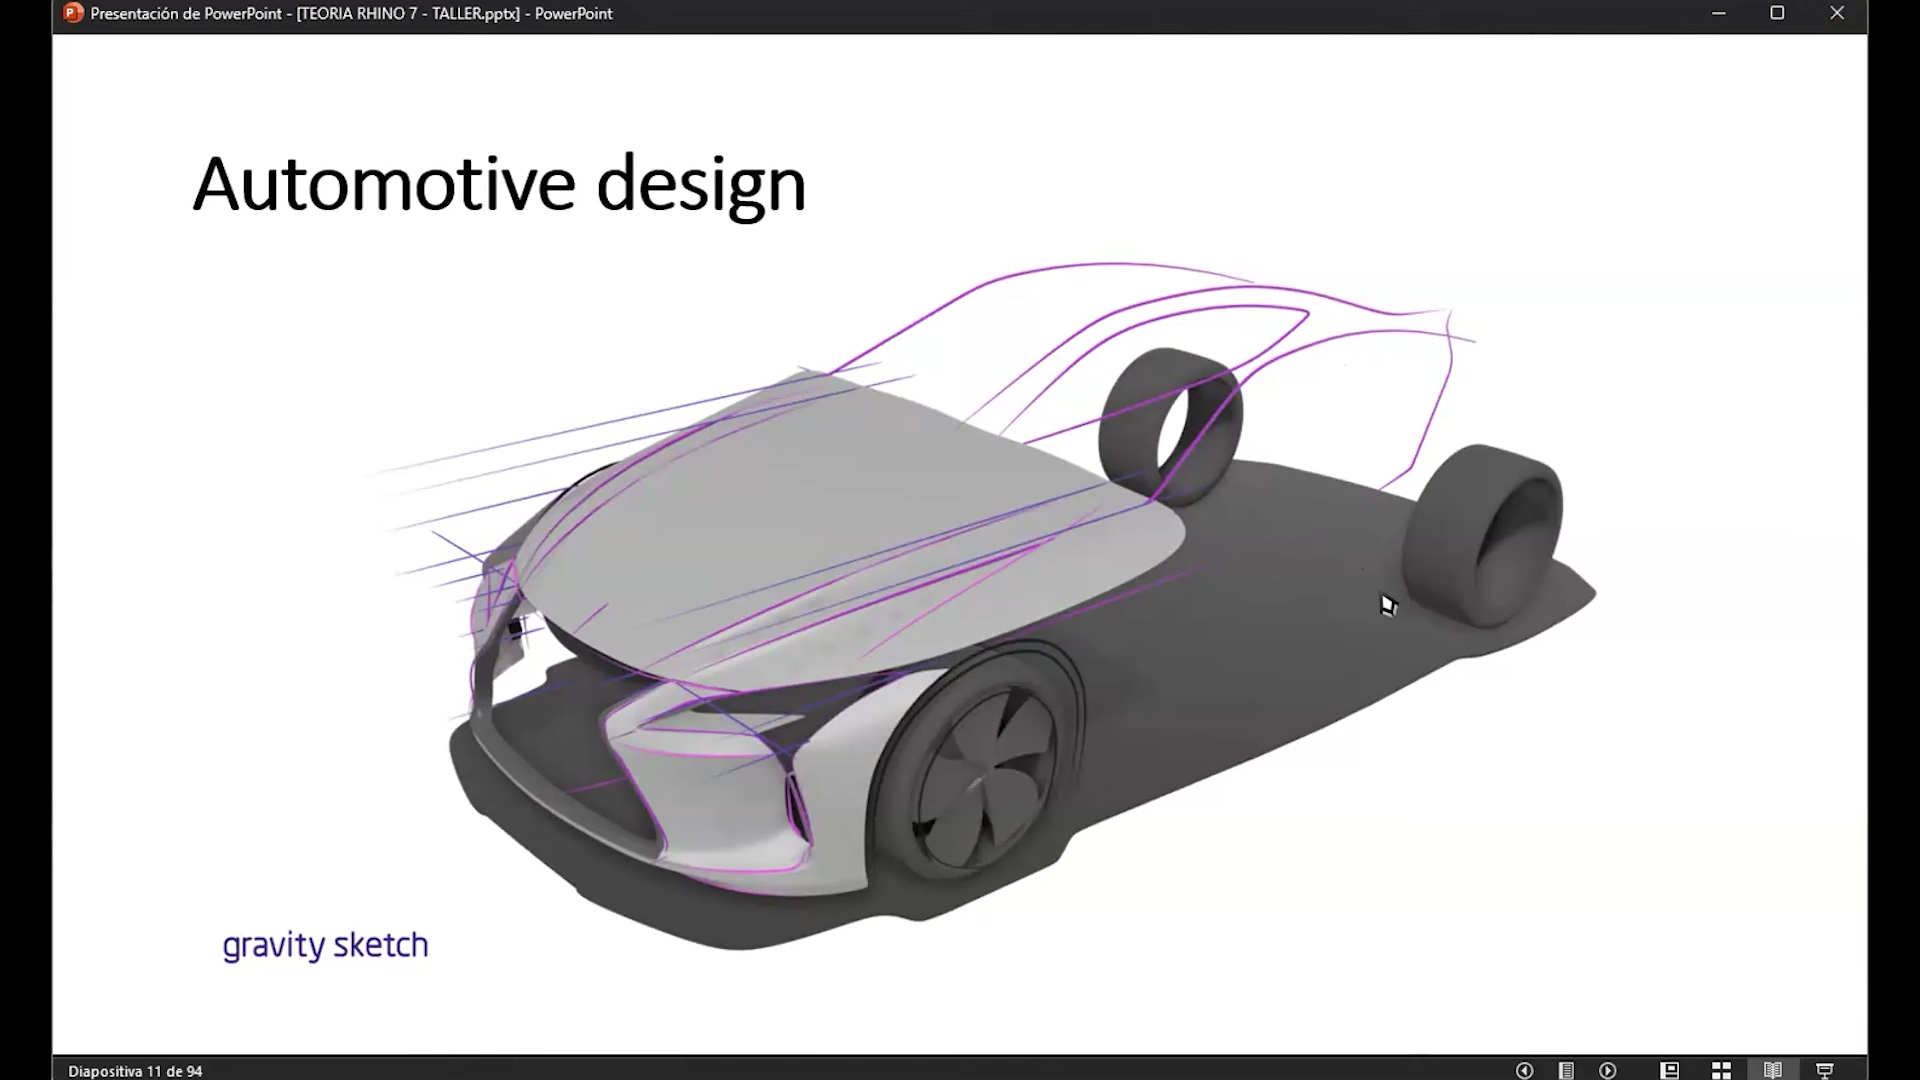 Presentación de PowerPoint - [TEORIA RHINO 7 - TALLER.pptx] - PowerPoint
Automotive design
gravity sketch
Diapositiva 11 de 94